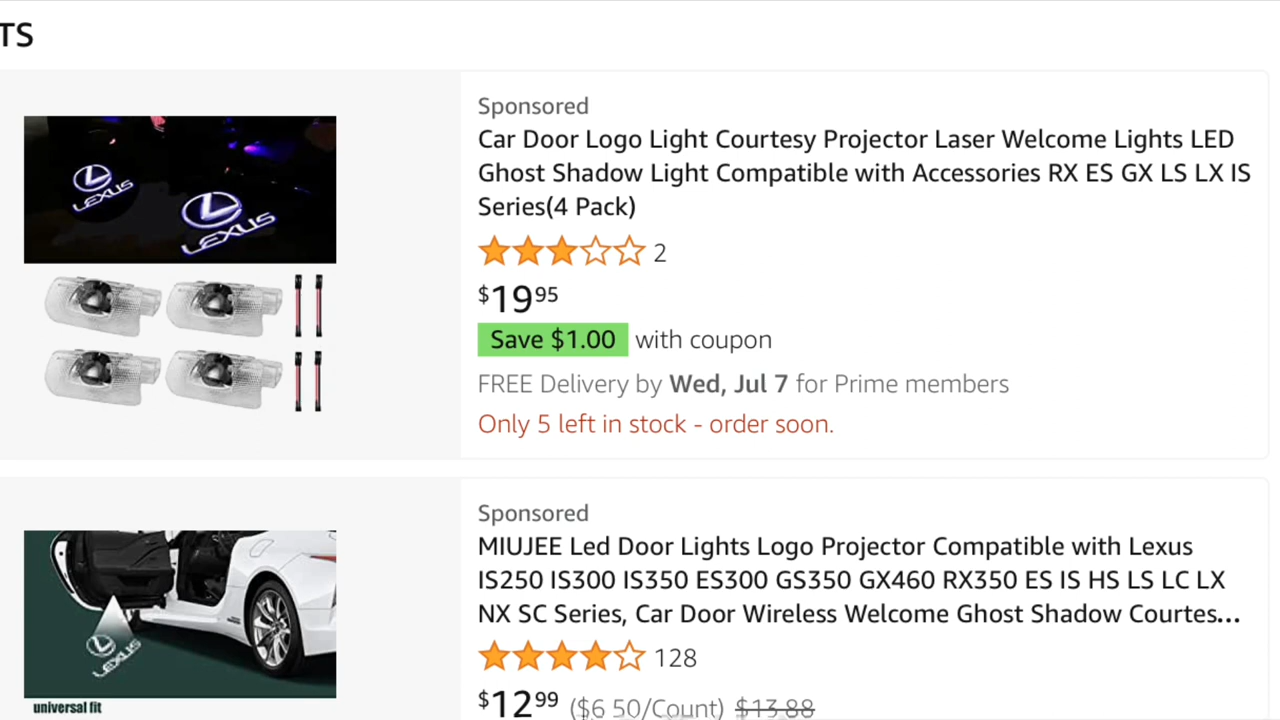 TS
Sponsored
Car Door Logo Light Courtesy Projector Laser Welcome Lights LED
Ghost Shadow Light Compatible with Accessories RX ES GX LS LX IS
Series(4 Pack)
2
$19.95
Save $1.00 with coupon
FREE Delivery by Wed, Jul 7 for Prime members
Only 5 left in stock - order soon.
LEXUS
LEXUS
Sponsored
MIUJEE Led Door Lights Logo Projector Compatible with Lexus
IS250 IS300 IS350 ES300 GS350 GX460 RX350 ES IS HS LS LC LX
NX SC Series, Car Door Wireless Welcome Ghost Shadow Courtes...
128
$12.99 ($6.50/Count) $13.88
LEXUS
universal fit